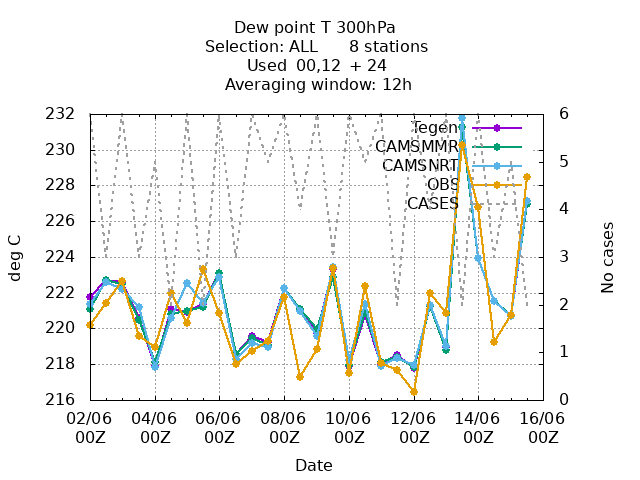 Dew point T 300hPa
Selection: ALL 8 stations
Used 00,12 + 24
Averaging window: 12h
232
230
228
226
224
222
220
218
216
6
5
4
3
2
1
0
deg C
No cases
Tegen
CAMSMMR
CAMSNRT
OBS
CASES
02/06 04/06 06/06 08/06 10/06 12/06 14/06 16/06
00Z 00Z 00Z 00Z 00Z 00Z 00Z 00Z
Date